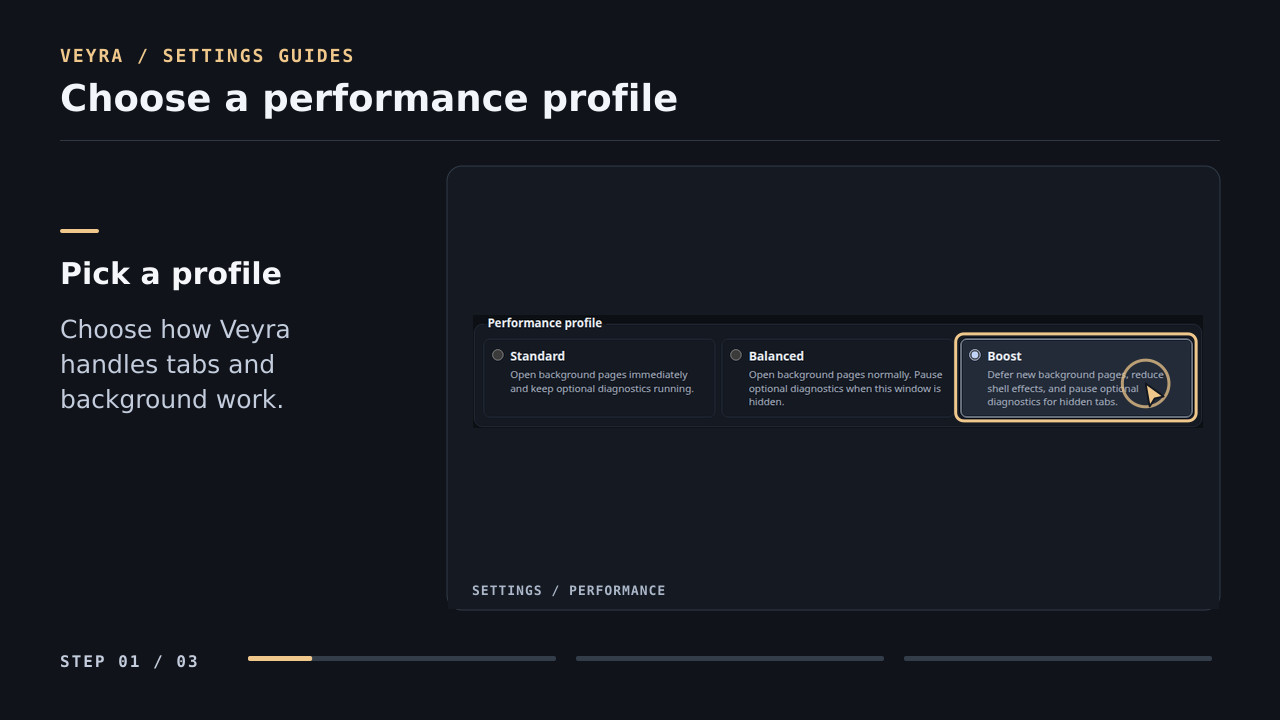 VEYRA / SETTINGS GUIDES
Choose a performance profile
Pick a profile
Choose how Veyra
handles tabs and
background work.
Performance profile
Standard
Open background pages immediately
and keep optional diagnostics running.
Balanced
Open background pages normally. Pause
optional diagnostics when this window is
hidden.
Boost
Defer new background pages, reduce
shell effects, and pause optional
diagnostics for hidden tabs.
SETTINGS / PERFORMANCE
STEP 01 / 03